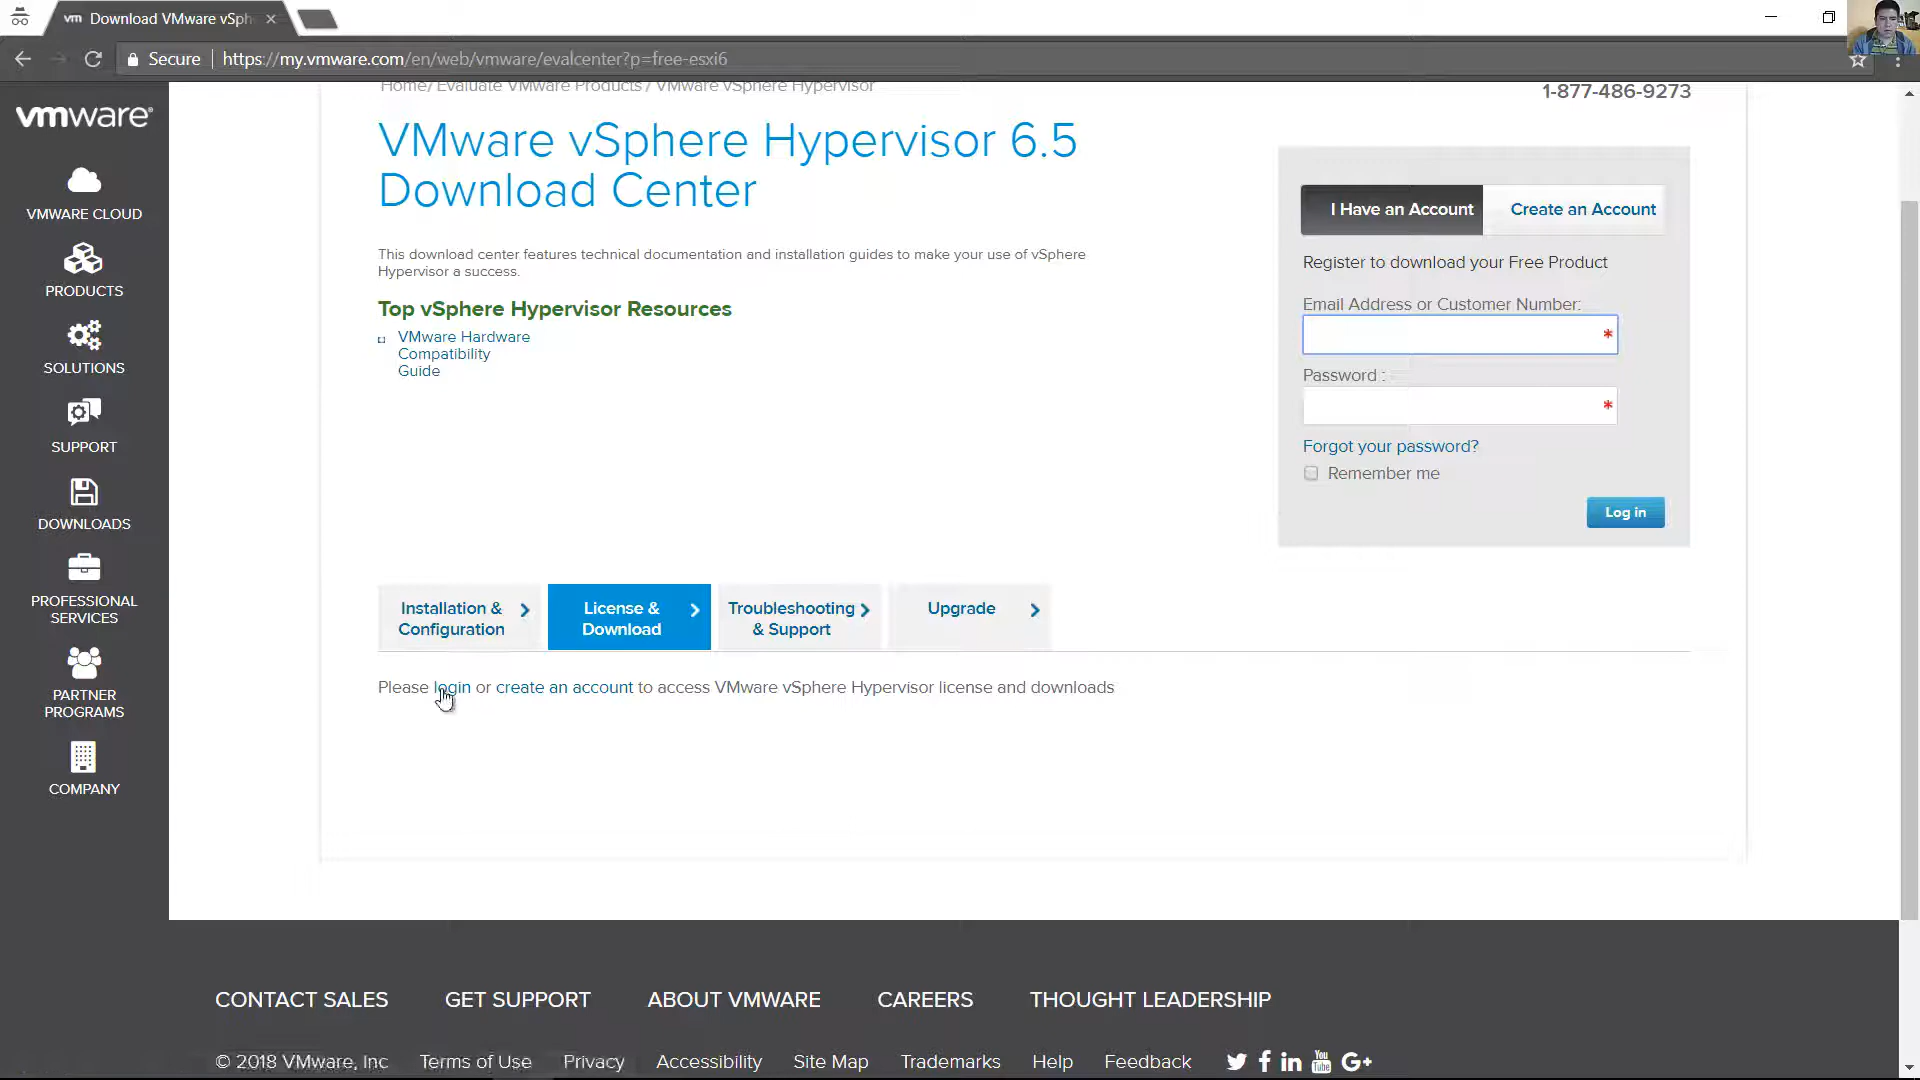 vm Download VMware vSph
Secure
https://my.vmware.com/en/web/vmware/evalcenter?p=free-esxi6
vmware®
VMWARE CLOUD
PRODUCTS
SOLUTIONS
SUPPORT
DOWNLOADS
PROFESSIONAL
SERVICES
PARTNER
PROGRAMS
COMPANY
Home / Evaluate VMware Products / VMware vSphere Hypervisor
1-877-486-9273
VMware vSphere Hypervisor 6.5
Download Center
This download center features technical documentation and installation guides to make your use of vSphere
Hypervisor a success.
Top vSphere Hypervisor Resources
VMware Hardware
Compatibility
Guide
I Have an Account
Create an Account
Register to download your Free Product
Email Address or Customer Number:
*
Password :
*
Forgot your password?
Remember me
Log in
Installation &
Configuration
License &
Download
Troubleshooting
& Support
Upgrade
Please login or create an account to access VMware vSphere Hypervisor license and downloads
CONTACT SALES
GET SUPPORT
ABOUT VMWARE
CAREERS
THOUGHT LEADERSHIP
© 2018 VMware, Inc
Terms of Use
Privacy
Accessibility
Site Map
Trademarks
Help
Feedback
You
Tube
G+